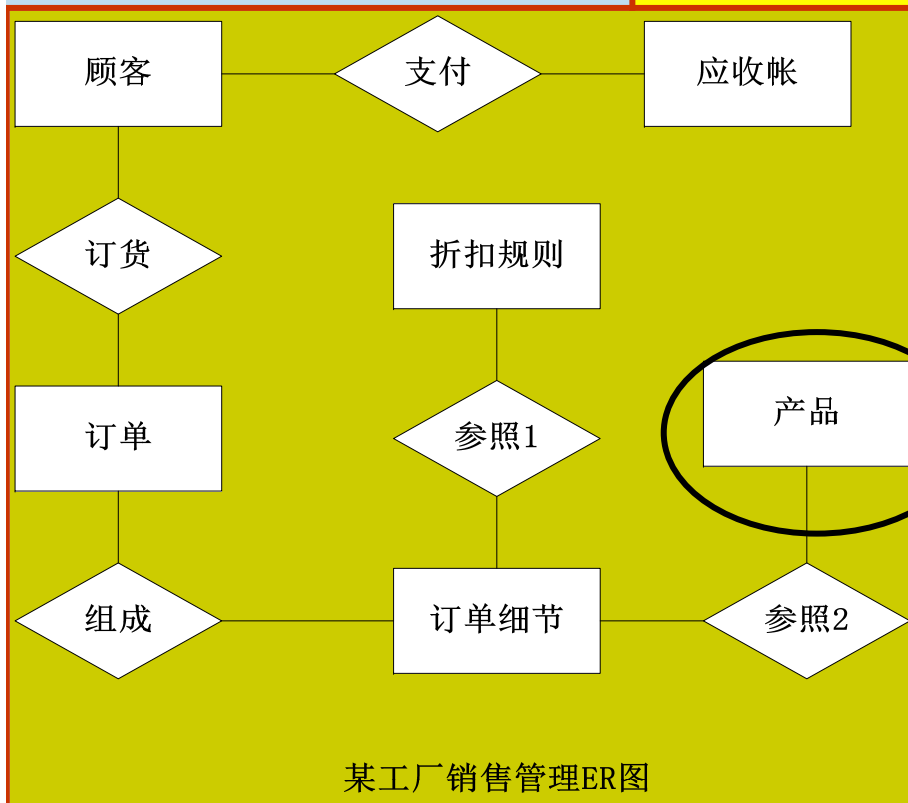 顾客
支付
应收帐
订货
折扣规则
订单
参照1
产品
组成
订单细节
参照2
某工厂销售管理ER图